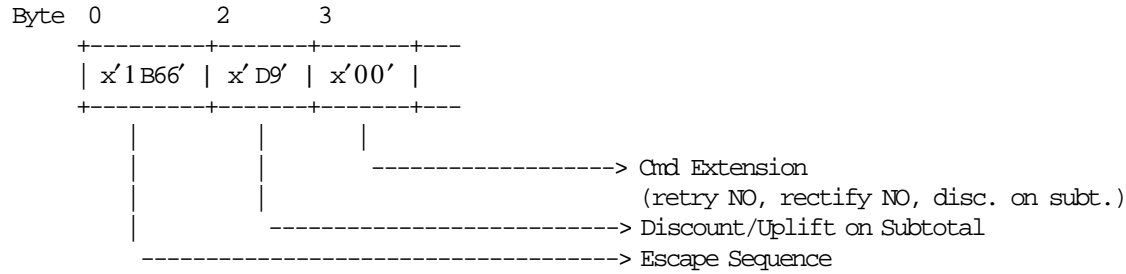 Byte 0 2 3
+---------+-------+-------+---
| x'1B66' | x'D9' | x'00' |
+---------+-------+-------+---
| | |
| | ------------------> Cmd Extension
| | (retry NO, rectify NO, disc. on subt.)
| --------------------------> Discount/Uplift on Subtotal
------------------------------------> Escape Sequence